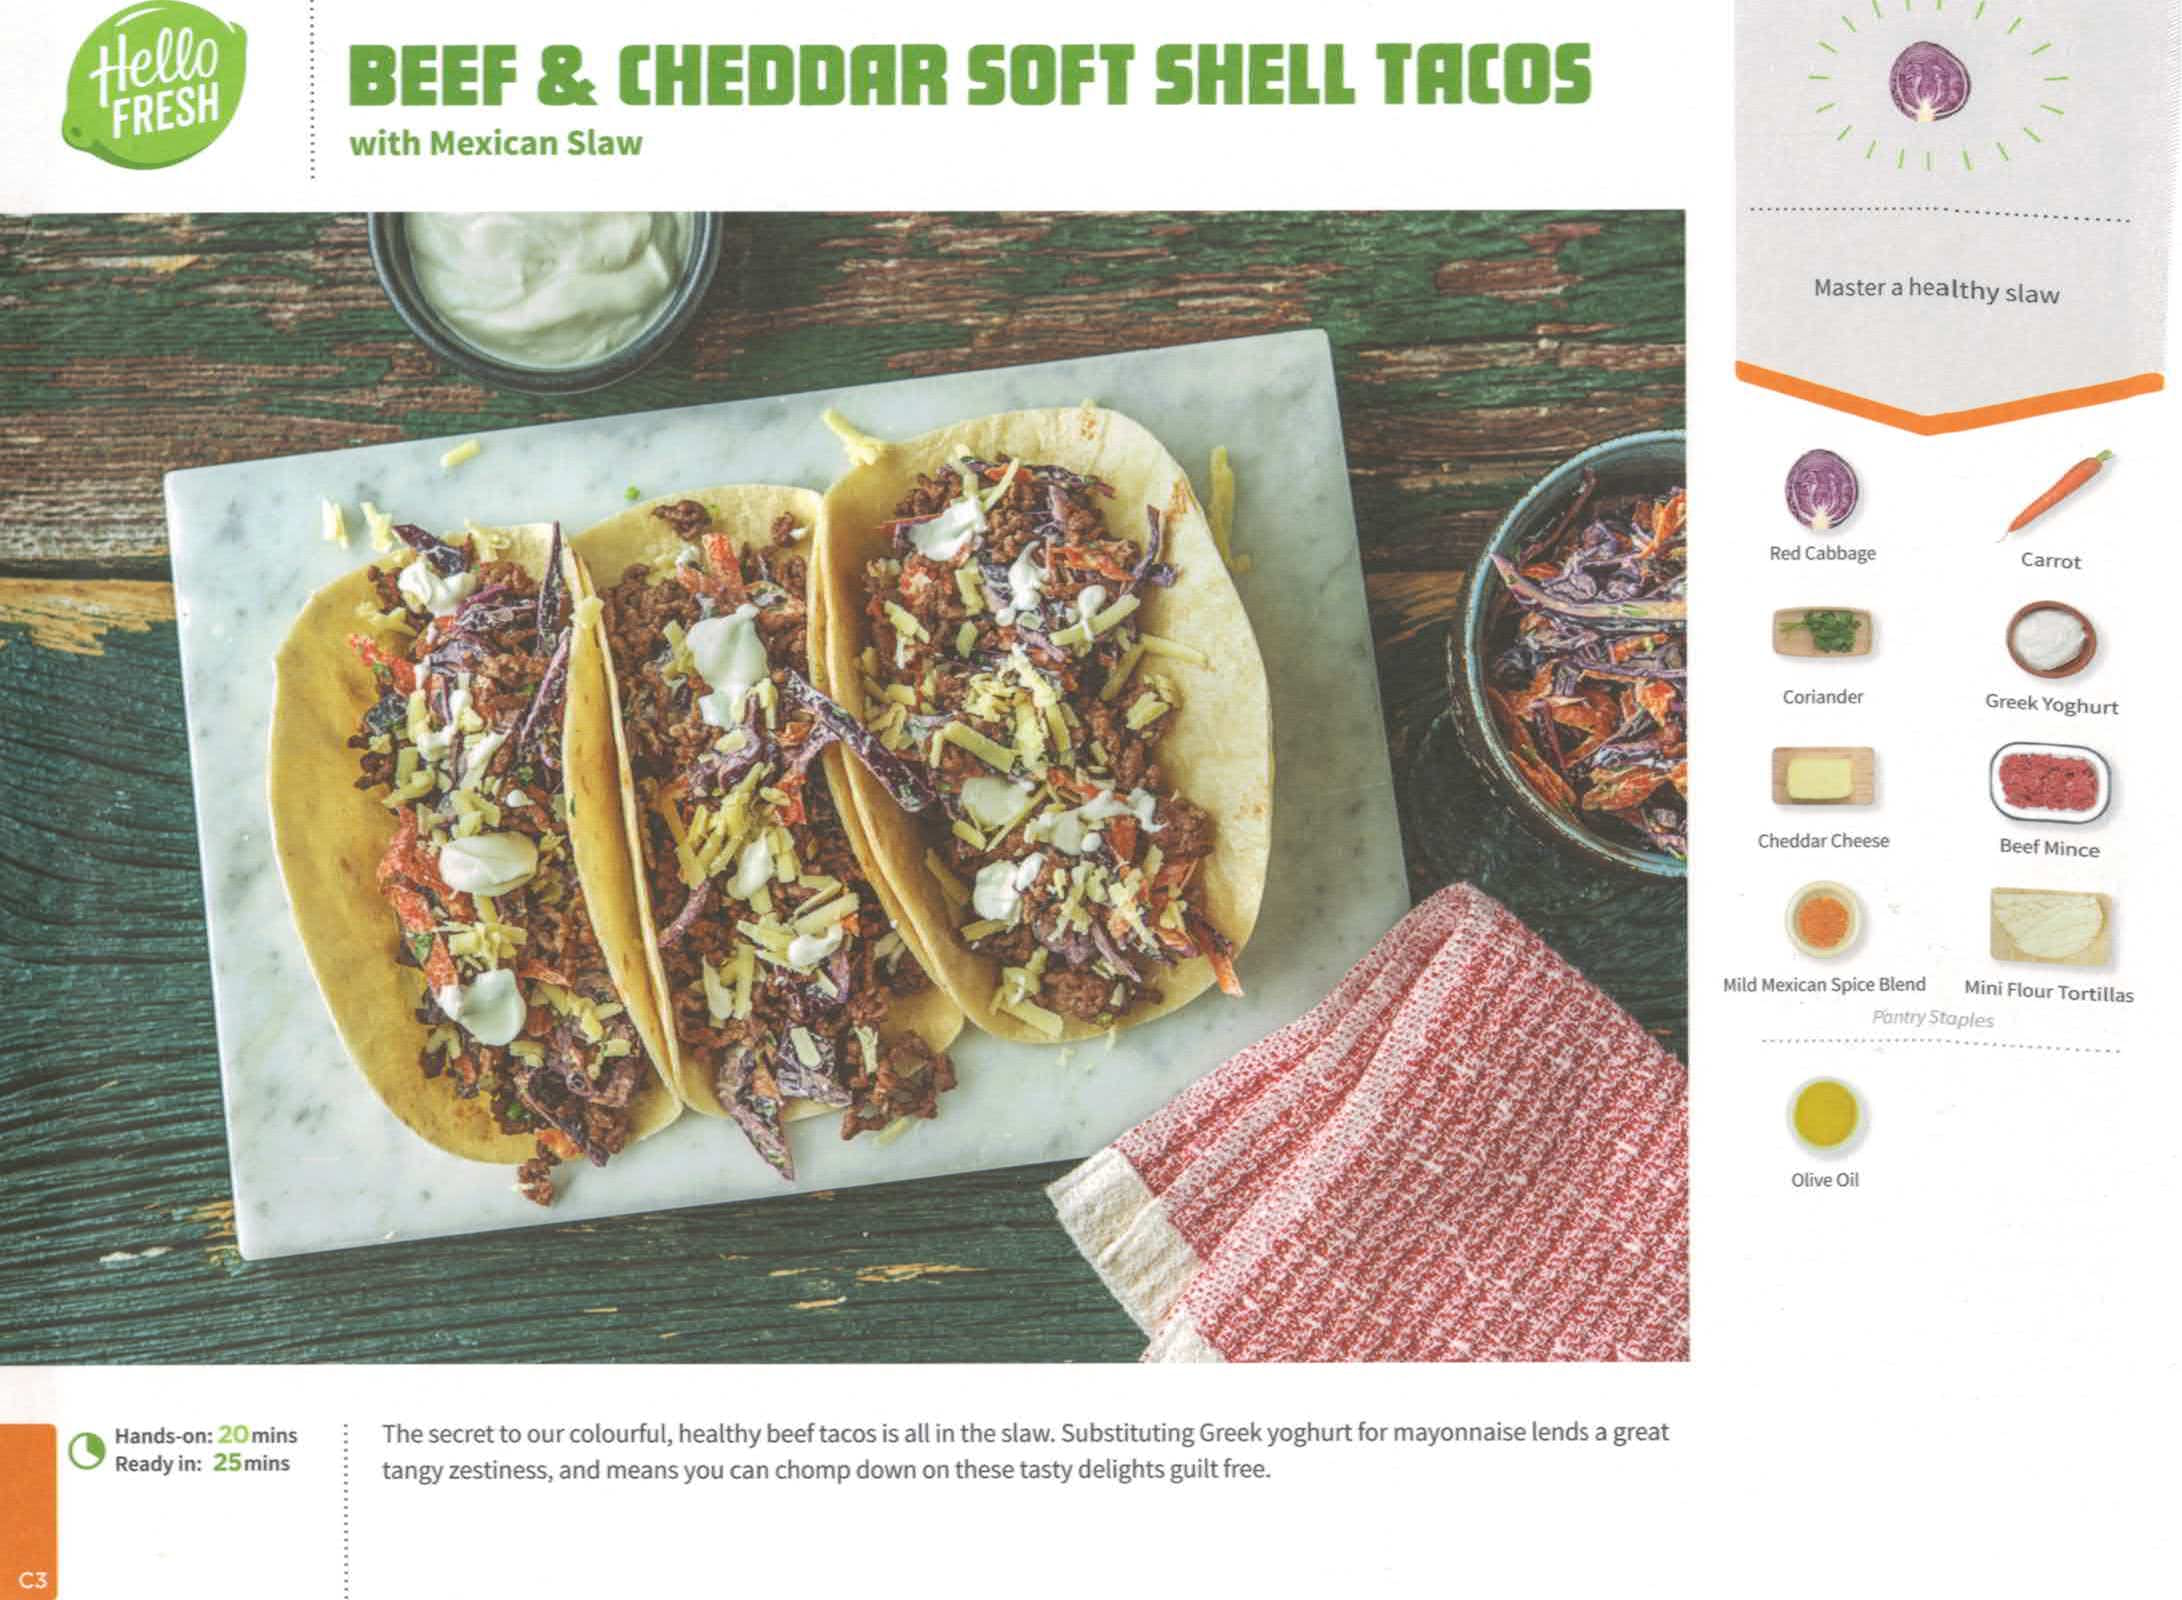 Hello
FRESH
BEEF & CHEDDAR SOFT SHELL TACOS
with Mexican Slaw
Master a healthy slaw
Red Cabbage
Carrot
Coriander
Greek Yoghurt
Cheddar Cheese
Beef Mince
Mild Mexican Spice Blend
Mini Flour Tortillas
Pantry Staples
Olive Oil
Hands-on: 20 mins
Ready in: 25 mins
The secret to our colourful, healthy beef tacos is all in the slaw. Substituting Greek yoghurt for mayonnaise lends a great
tangy zestiness, and means you can chomp down on these tasty delights guilt free.
C3